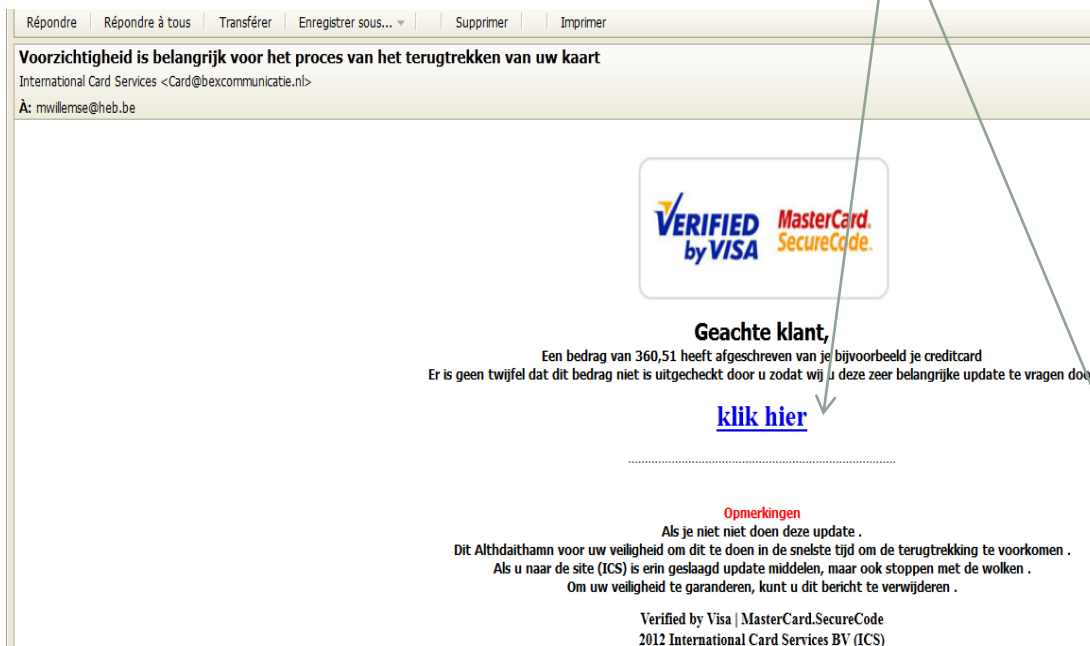 Répondre Répondre à tous Transférer Enregistrer sous... Supprimer Imprimer
Voorzichtigheid is belangrijk voor het proces van het terugtrekken van uw kaart
International Card Services <Card@bexcommunicatie.nl>
À: mwillemse@heb.be
VERIFIED by VISA
MasterCard. SecureCode.
Geachte klant,
Een bedrag van 360,51 heeft afgeschreven van je bijvoorbeeld je creditcard
Er is geen twijfel dat dit bedrag niet is uitgecheckt door u zodat wij u deze zeer belangrijke update te vragen doo
klik hier
Opmerkingen
Als je niet niet doen deze update .
Dit Althdaithamn voor uw veiligheid om dit te doen in de snelste tijd om de terugtrekking te voorkomen .
Als u naar de site (ICS) is erin geslaagd update middelen, maar ook stoppen met de wolken .
Om uw veiligheid te garanderen, kunt u dit bericht te verwijderen .
Verified by Visa | MasterCard.SecureCode
2012 International Card Services BV (ICS)